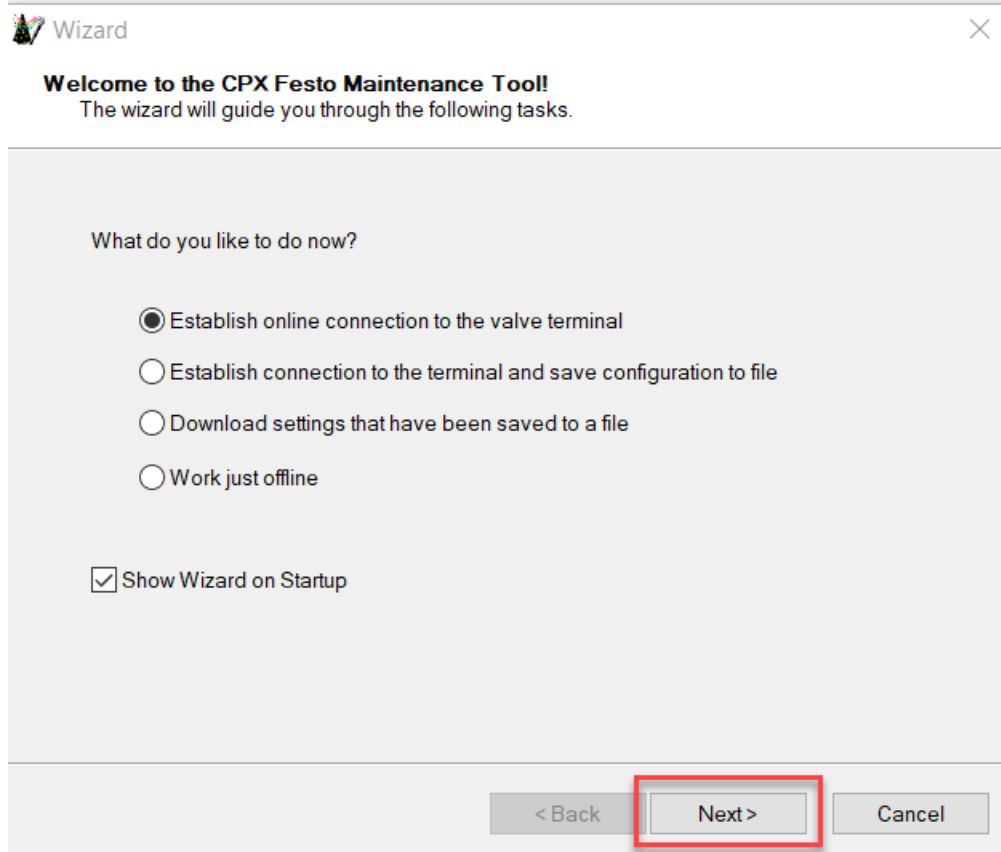 Wizard
Welcome to the CPX Festo Maintenance Tool!
The wizard will guide you through the following tasks.
What do you like to do now?
Establish online connection to the valve terminal
Establish connection to the terminal and save configuration to file
Download settings that have been saved to a file
Work just offline
Show Wizard on Startup
< Back Next > Cancel